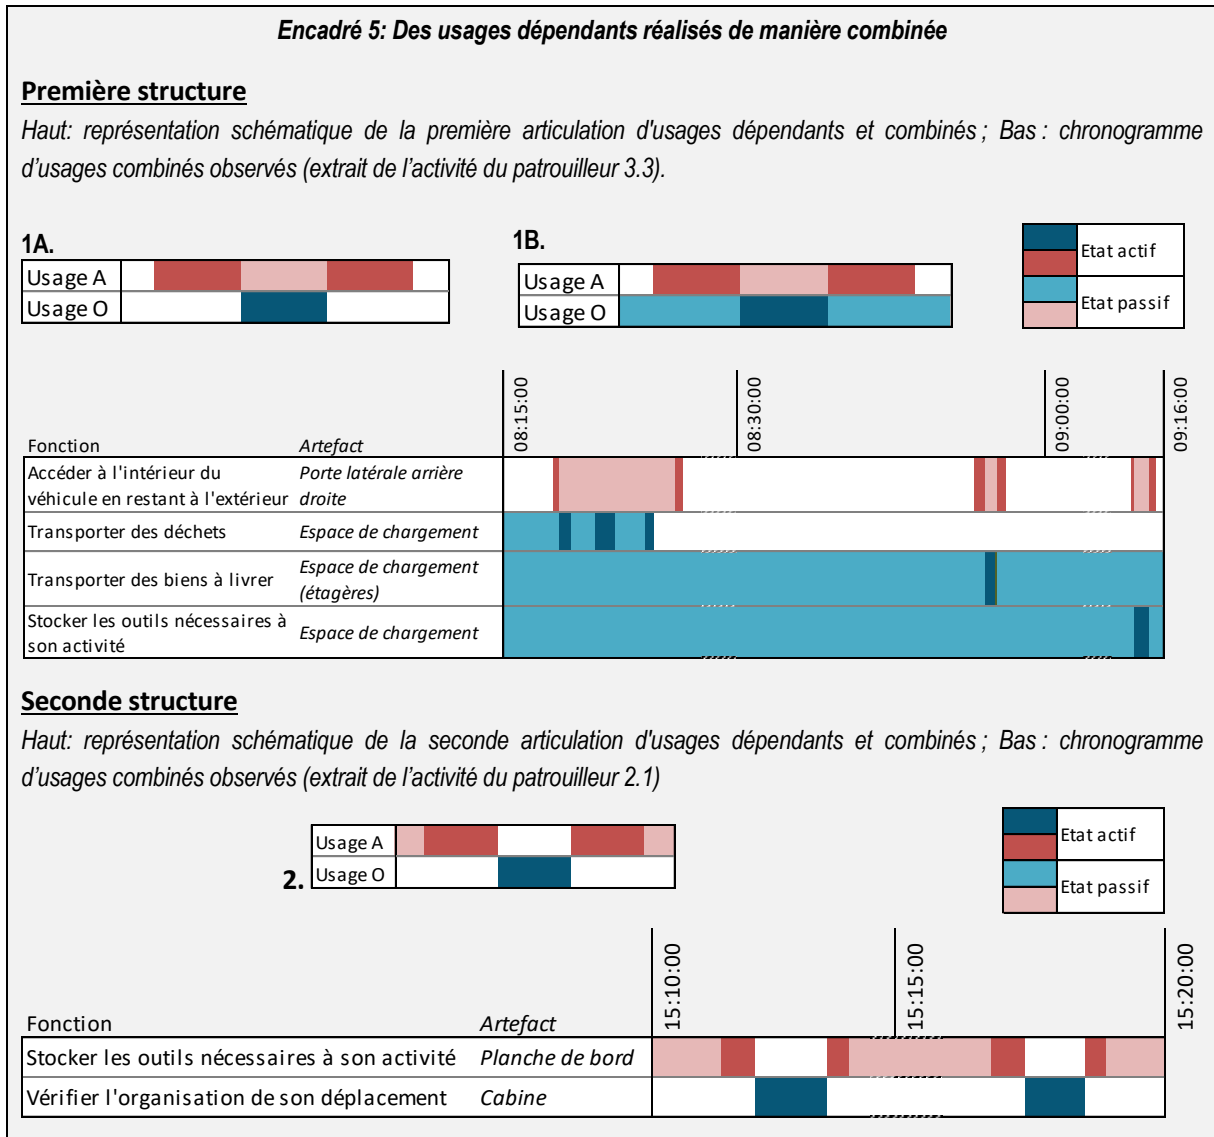 Encadré 5: Des usages dépendants réalisés de manière combinée
Première structure
Haut: représentation schématique de la première articulation d'usages dépendants et combinés ; Bas : chronogramme
d’usages combinés observés (extrait de l’activité du patrouilleur 3.3).
1A.
Usage A
Usage O
1B.
Usage A
Usage O
Etat actif
Etat passif
08:15:00
08:30:00
09:00:00
09:16:00
Fonction Artefact
Accéder à l'intérieur du
véhicule en restant à l'extérieur
Porte latérale arrière
droite
Transporter des déchets Espace de chargement
Transporter des biens à livrer
Espace de chargement
(étagères)
Stocker les outils nécessaires à
son activité
Espace de chargement
Seconde structure
Haut: représentation schématique de la seconde articulation d'usages dépendants et combinés ; Bas : chronogramme
d’usages combinés observés (extrait de l’activité du patrouilleur 2.1)
2.
Usage A
Usage O
Etat actif
Etat passif
15:10:00
15:15:00
15:20:00
Fonction Artefact
Stocker les outils nécessaires à son activité Planche de bord
Vérifier l'organisation de son déplacement Cabine